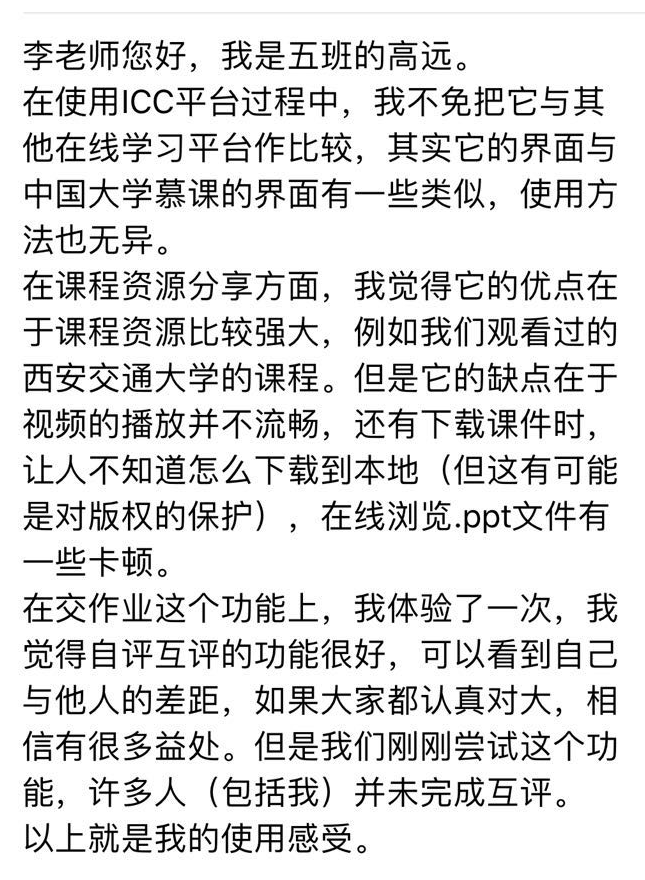 李老师您好，我是五班的高远。
在使用ICC平台过程中，我不免把它与其
他在线学习平台作比较，其实它的界面与
中国大学慕课的界面有一些类似，使用方
法也无异。
在课程资源分享方面，我觉得它的优点在
于课程资源比较强大，例如我们观看过的
西安交通大学的课程。但是它的缺点在于
视频的播放并不流畅，还有下载课件时，
让人不知道怎么下载到本地（但这有可能
是对版权的保护），在线浏览.ppt文件有
一些卡顿。
在交作业这个功能上，我体验了一次，我
觉得自评互评的功能很好，可以看到自己
与他人的差距，如果大家都认真对大，相
信有很多益处。但是我们刚刚尝试这个功
能，许多人（包括我）并未完成互评。
以上就是我的使用感受。